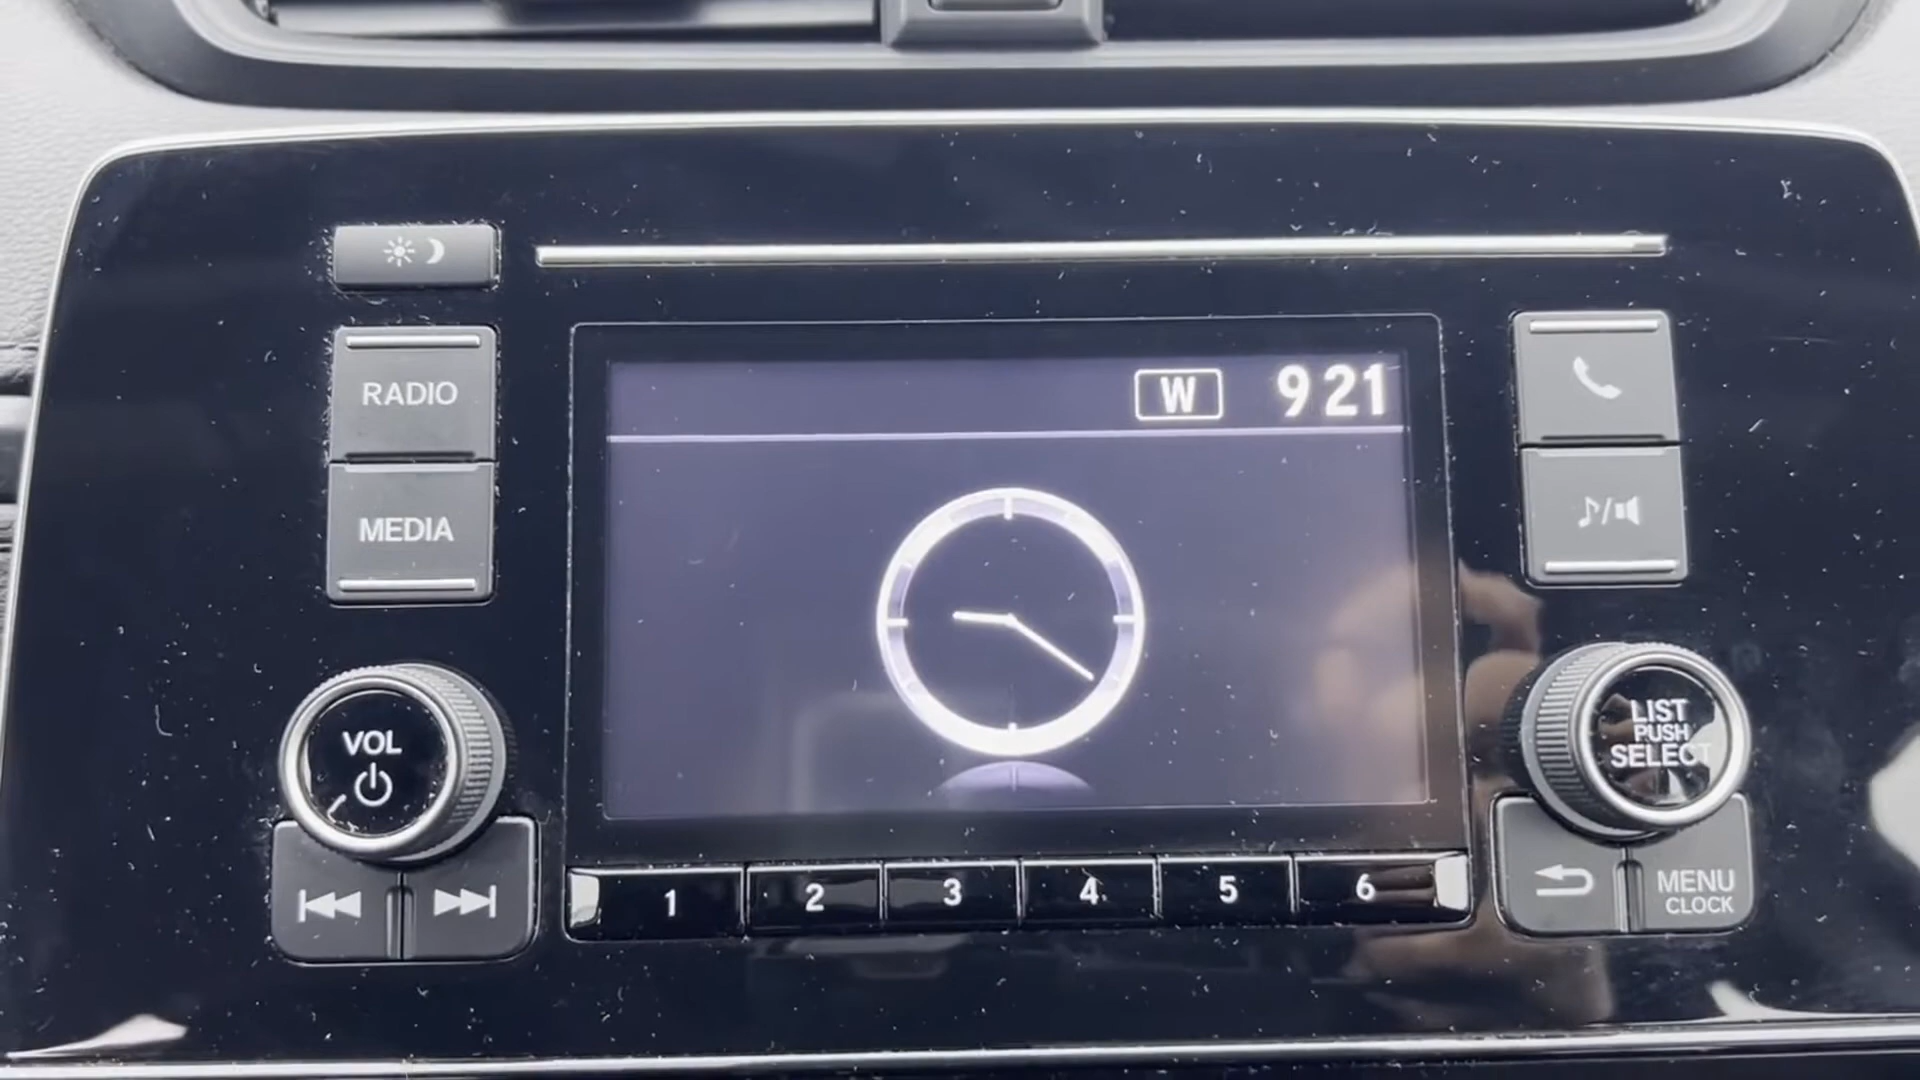 RADIO
MEDIA
W 9 21
VOL
LIST
PUSH
SELECT
1 2 3 4 5 6
MENU
CLOCK